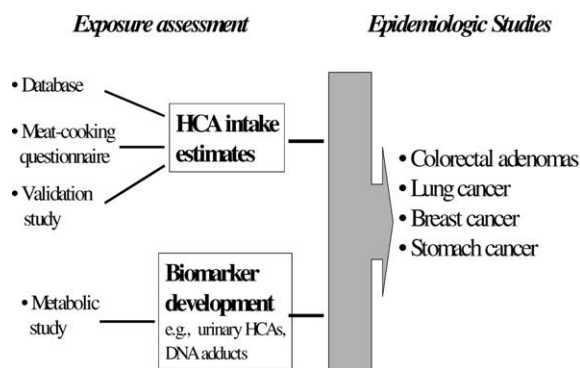 Exposure assessment
Epidemiologic Studies
• Database
• Meat-cooking
questionnaire
• Validation
study
HCA intake
estimates
• Colorectal adenomas
• Lung cancer
• Breast cancer
• Stomach cancer
• Metabolic
study
Biomarker
development
e.g., urinary HCAs,
DNA adducts